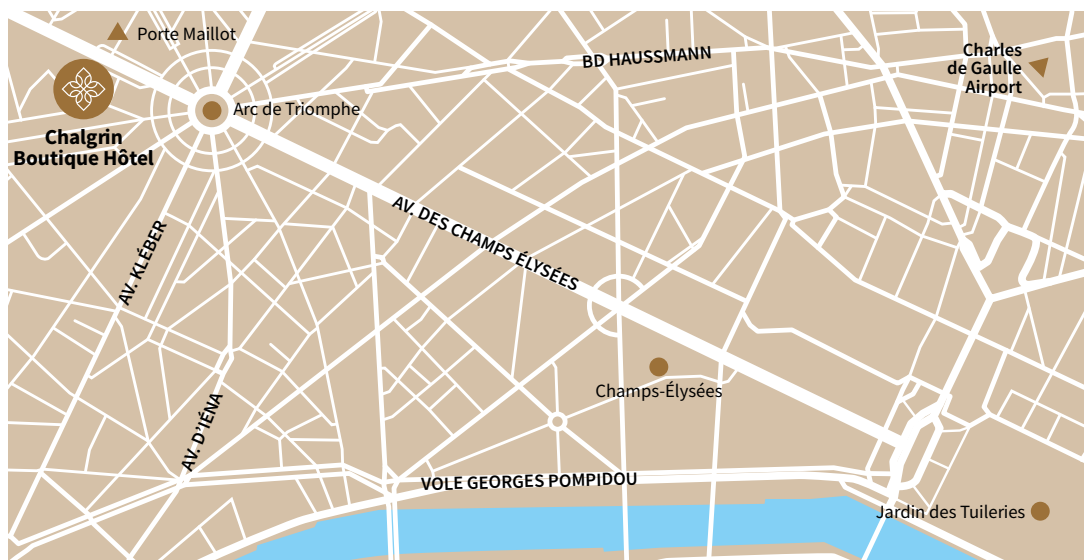 Porte Maillot
BD HAUSSMANN
Charles
de Gaulle
Airport
Arc de Triomphe
Chalgrin
Boutique Hôtel
AV. DES CHAMPS ÉLYSÉES
AV. KLÉBER
Champs-Élysées
AV. D'IÉNA
VOLE GEORGES POMPIDOU
Jardin des Tuileries